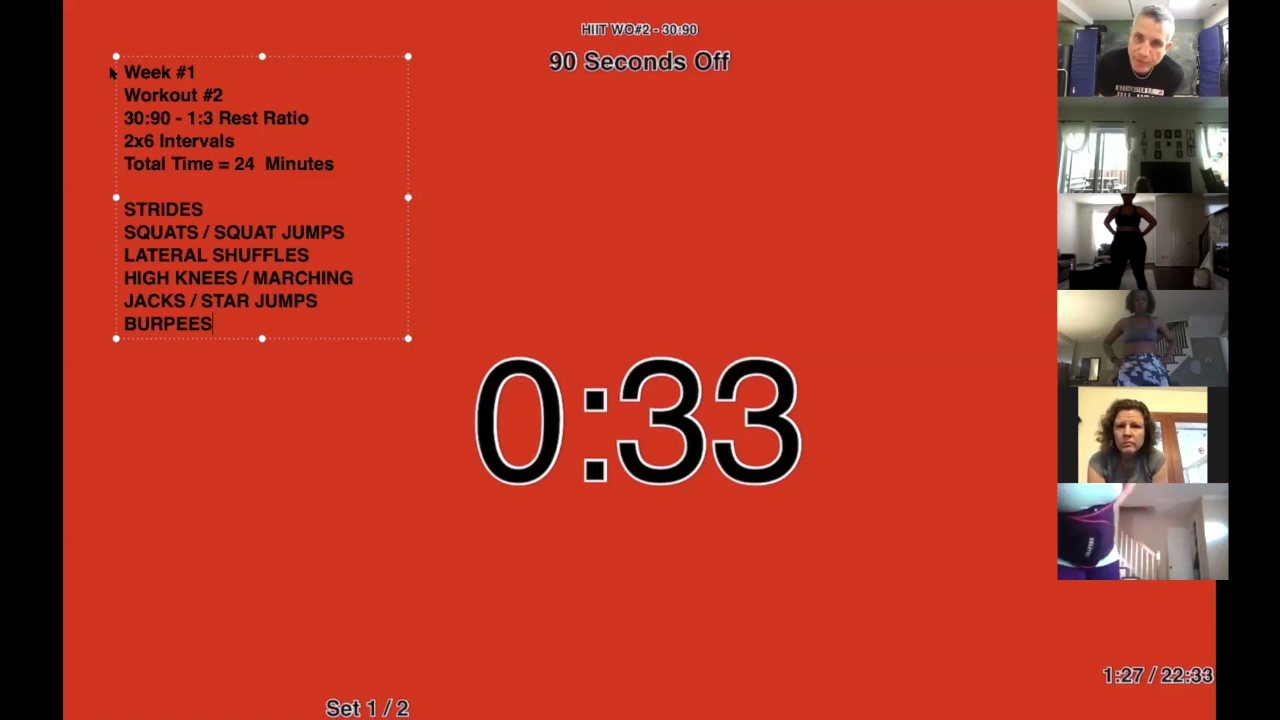 HIIT WO#2 - 30:90
90 Seconds Off
Week #1
Workout #2
30:90 - 1:3 Rest Ratio
2x6 Intervals
Total Time = 24  Minutes
STRIDES
SQUATS / SQUAT JUMPS
LATERAL SHUFFLES
HIGH KNEES / MARCHING
JACKS / STAR JUMPS
BURPEES
0:33
1:27 / 22:33
Set 1 / 2